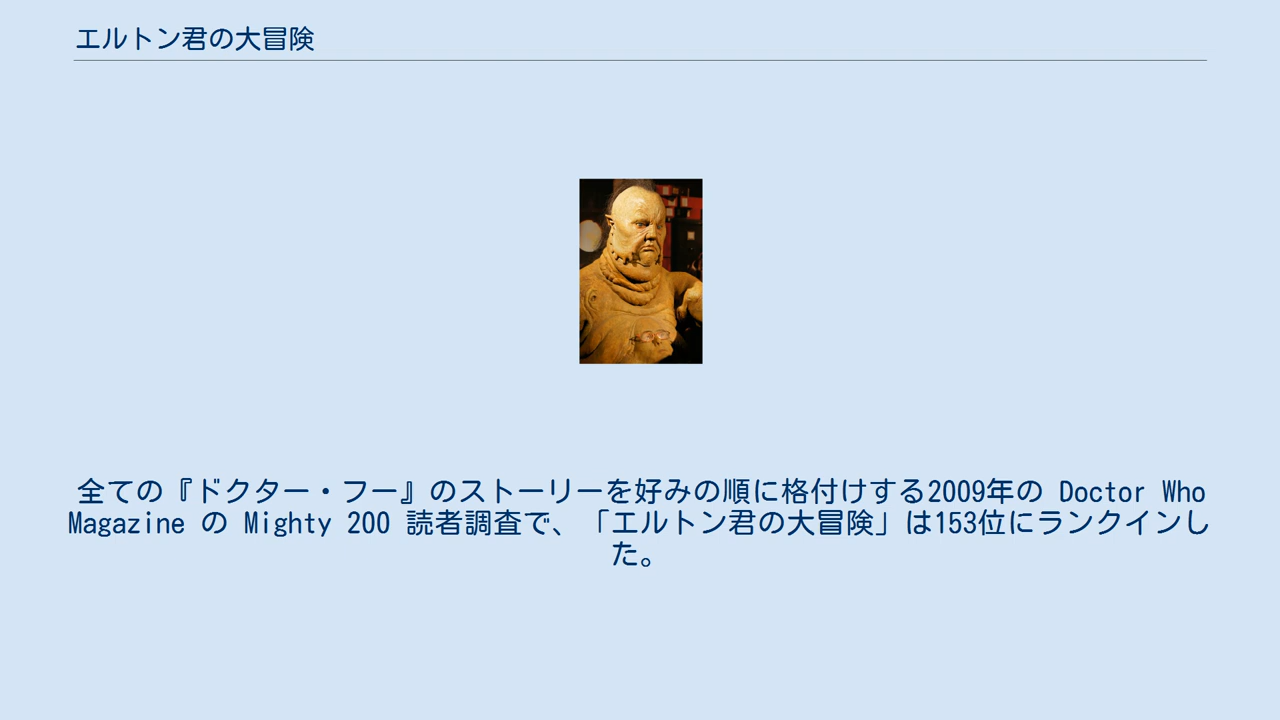 エルトン君の大冒険
全ての『ドクター・フー』のストーリーを好みの順に格付けする2009年の Doctor Who
Magazine の Mighty 200 読者調査で、「エルトン君の大冒険」は153位にランクインし
た。